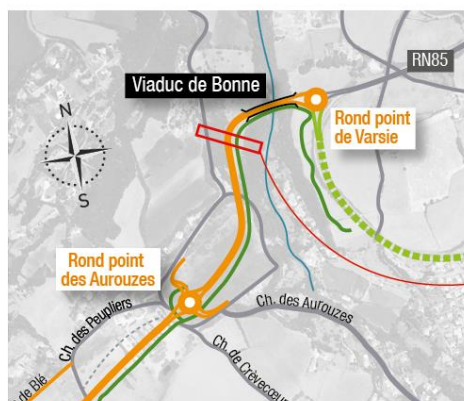 RN85
Viaduc de Bonne
Rond point
de Varsie
N
S
Rond point
des Aurouzes
Ch. des Peupliers
Ch. des Aurouzes
Ch. de Crèvecœur
de Blé